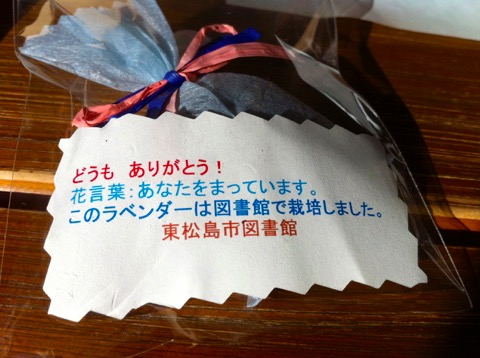 どうも ありがとう！
花言葉：あなたをまっています。
このラベンダーは図書館で栽培しました。
東松島市図書館